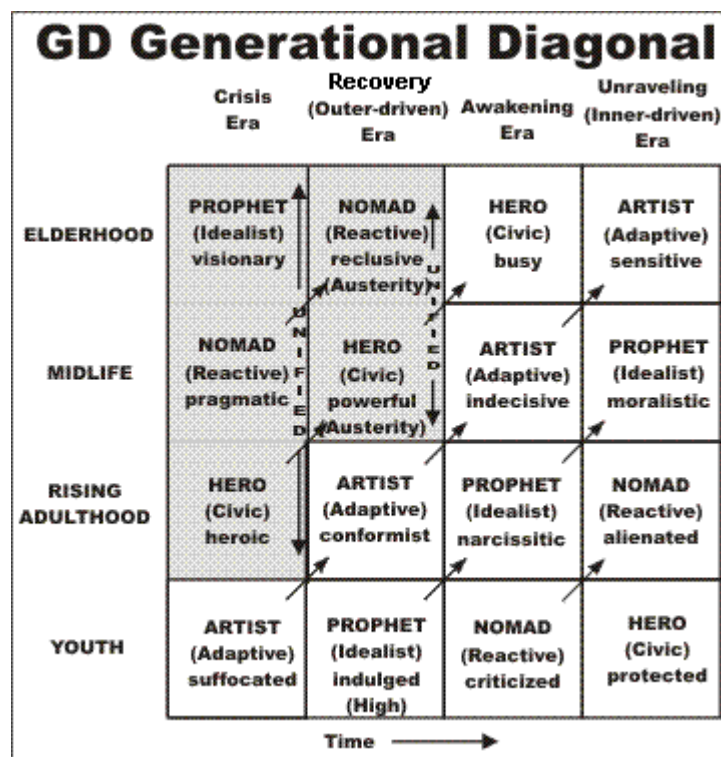 GD Generational Diagonal
Crisis
Era
Recovery
(Outer-driven)
Era
Awakening
Era
Unraveling
(Inner-driven)
Era
ELDERHOOD
PROPHET
(Idealist)
visionary
NOMAD
(Reactive)
reclusive
(Austerity)
HERO
(Civic)
busy
ARTIST
(Adaptive)
sensitive
MIDLIFE
NOMAD
(Reactive)
pragmatic
UNIFIED
HERO
(Civic)
powerful
(Austerity)
UNIFIED
ARTIST
(Adaptive)
indecisive
PROPHET
(Idealist)
moralistic
RISING
ADULTHOOD
HERO
(Civic)
heroic
ARTIST
(Adaptive)
conformist
PROPHET
(Idealist)
narcissitic
NOMAD
(Reactive)
alienated
YOUTH
ARTIST
(Adaptive)
suffocated
PROPHET
(Idealist)
indulged
(High)
NOMAD
(Reactive)
criticized
HERO
(Civic)
protected
Time